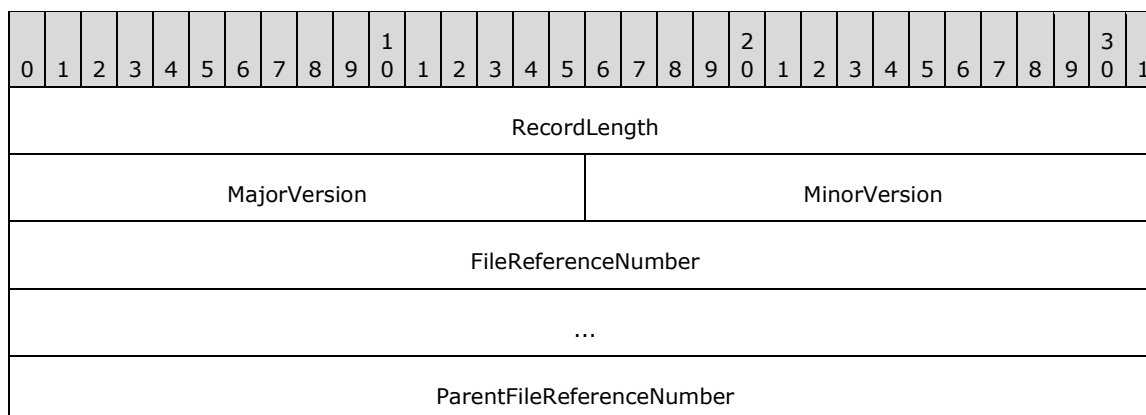 1 2 3
0 1 2 3 4 5 6 7 8 9 0 1 2 3 4 5 6 7 8 9 0 1 2 3 4 5 6 7 8 9 0 1
RecordLength
MajorVersion MinorVersion
FileReferenceNumber
...
ParentFileReferenceNumber